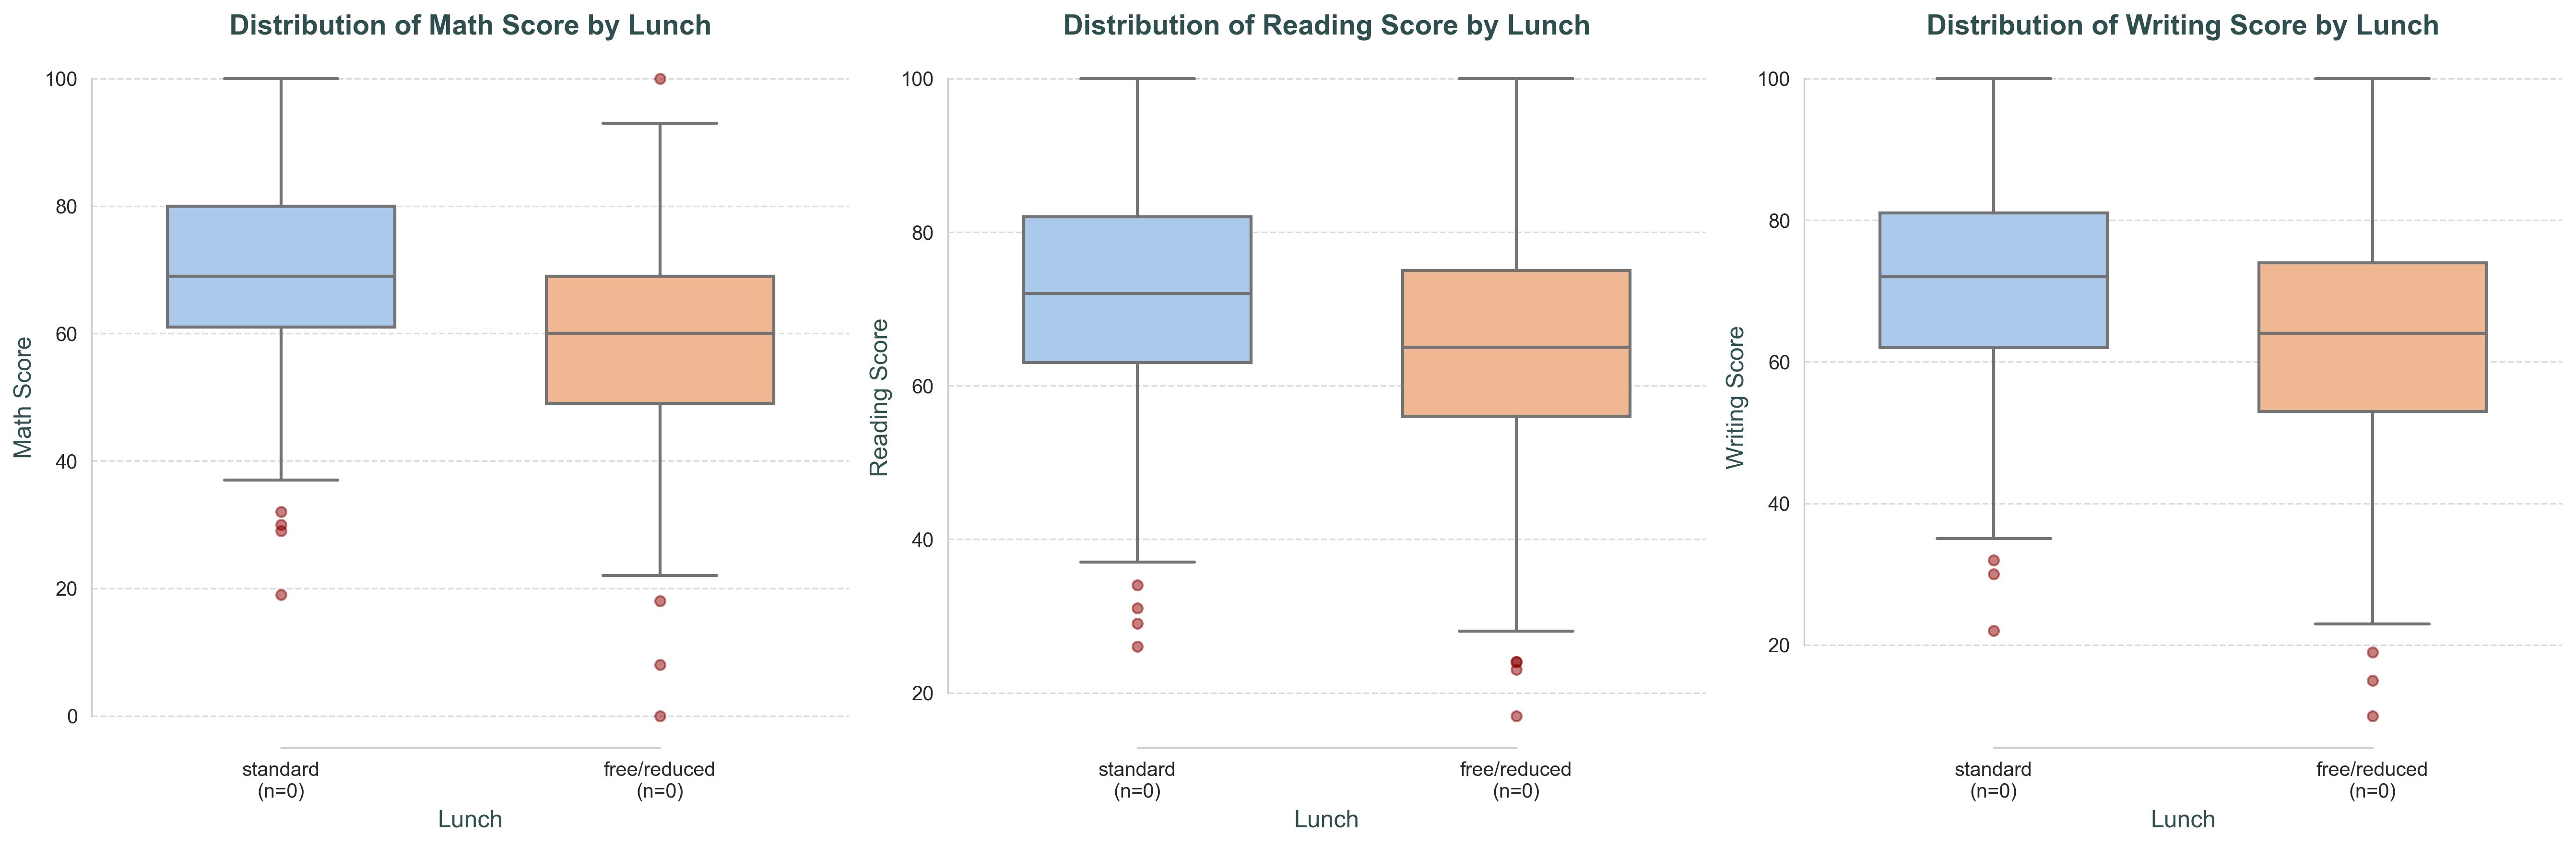 Distribution of Math Score by Lunch
Math Score
100
80
60
40
20
0
standard
(n=0)
free/reduced
(n=0)
Lunch
Distribution of Reading Score by Lunch
Reading Score
100
80
60
40
20
standard
(n=0)
free/reduced
(n=0)
Lunch
Distribution of Writing Score by Lunch
Writing Score
100
80
60
40
20
standard
(n=0)
free/reduced
(n=0)
Lunch